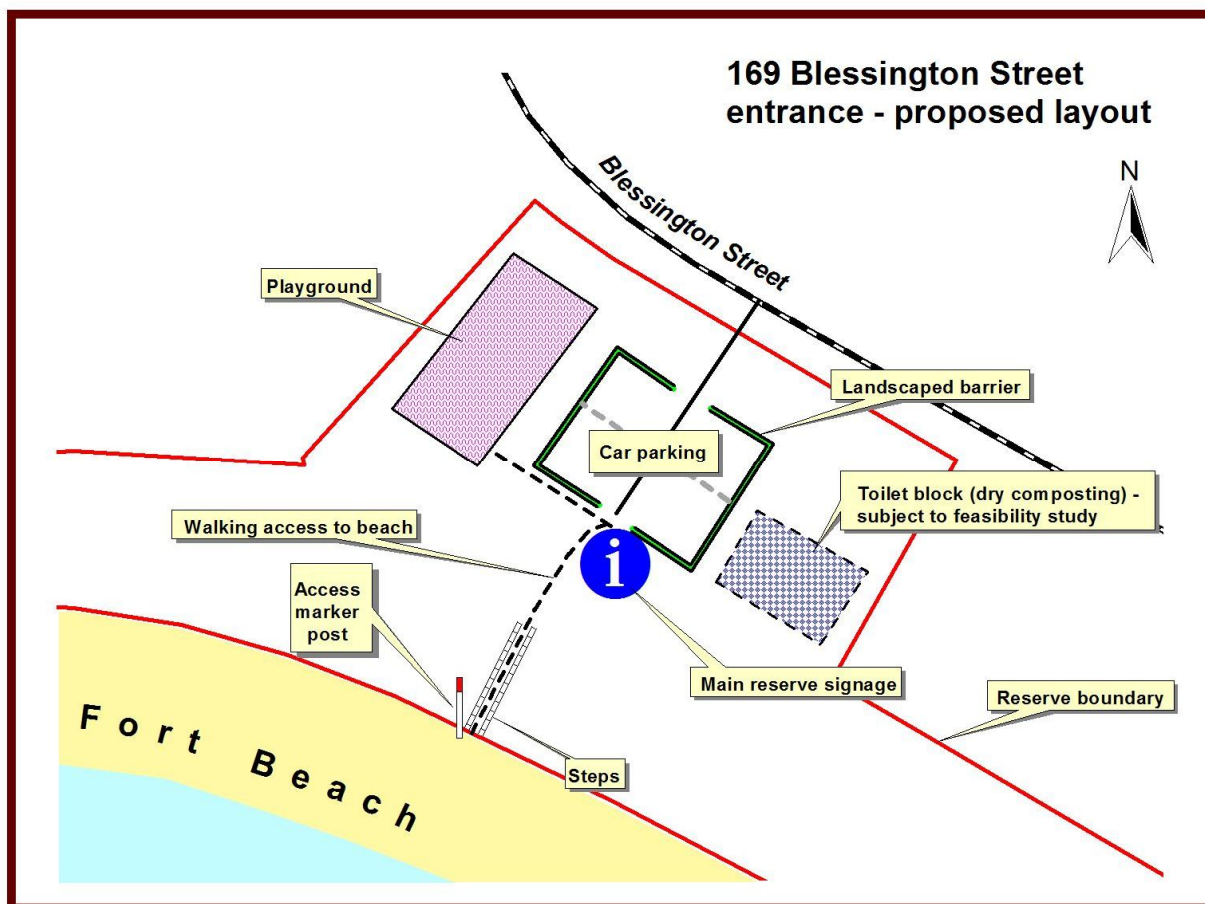 169 Blessington Street
entrance - proposed layout
N
Blessington Street
Playground
Landscaped barrier
Car parking
Toilet block (dry composting) -
subject to feasibility study
Walking access to beach
i
Access
marker
post
Main reserve signage
Reserve boundary
Steps
Fort Beach